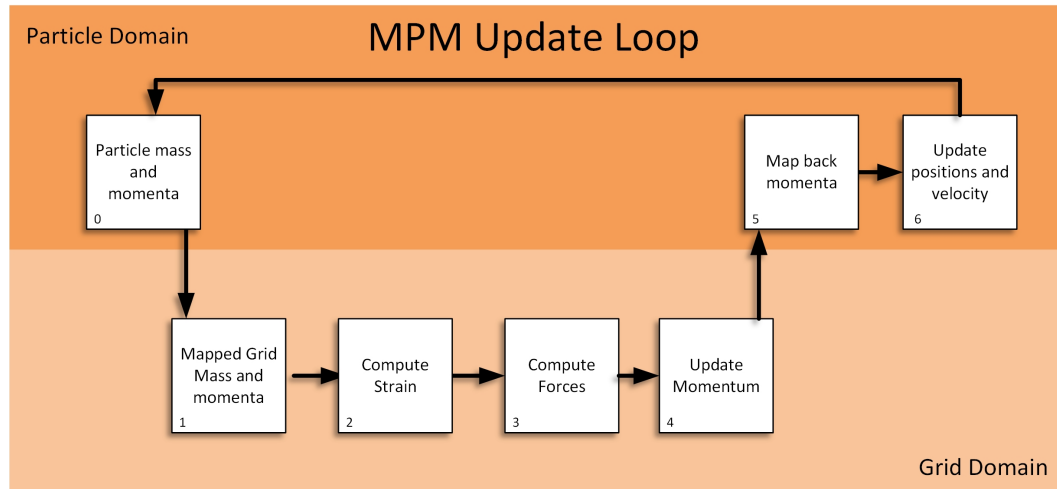 Particle Domain
MPM Update Loop
Particle mass
and
momenta
0
Map back
momenta
5
Update
positions and
velocity
6
Mapped Grid
Mass and
momenta
1
Compute
Strain
2
Compute
Forces
3
Update
Momentum
4
Grid Domain